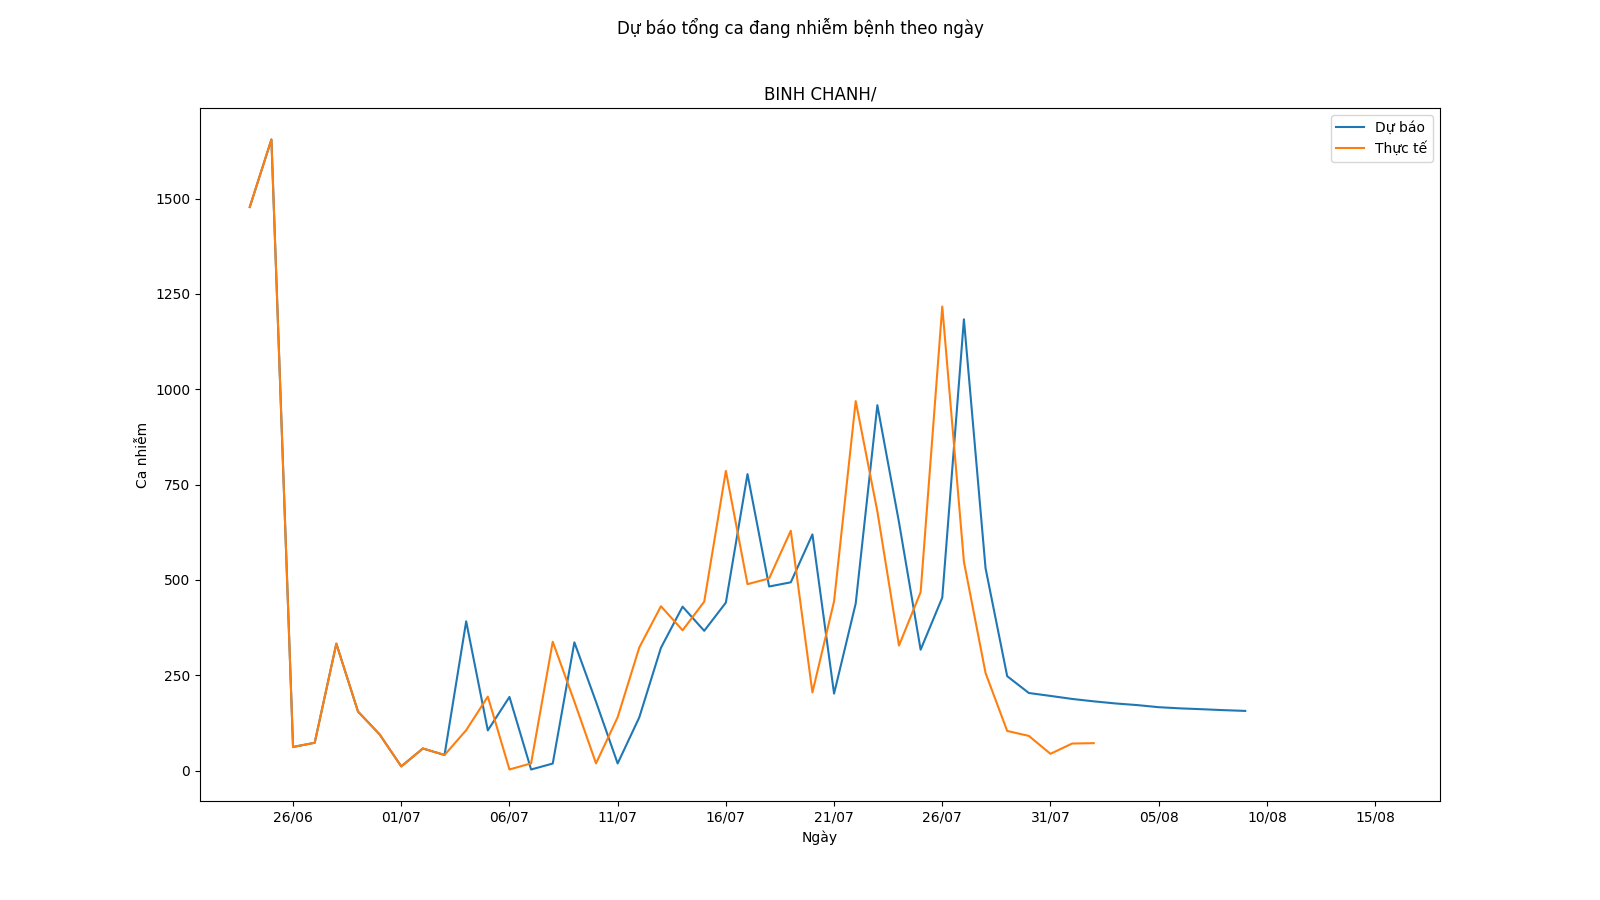 Dự báo tổng ca đang nhiễm bệnh theo ngày
BINH CHANH/
Dự báo
Thực tế
Ca nhiễm
1500
1250
1000
750
500
250
0
26/06 01/07 06/07 11/07 16/07 21/07 26/07 31/07 05/08 10/08 15/08
Ngày